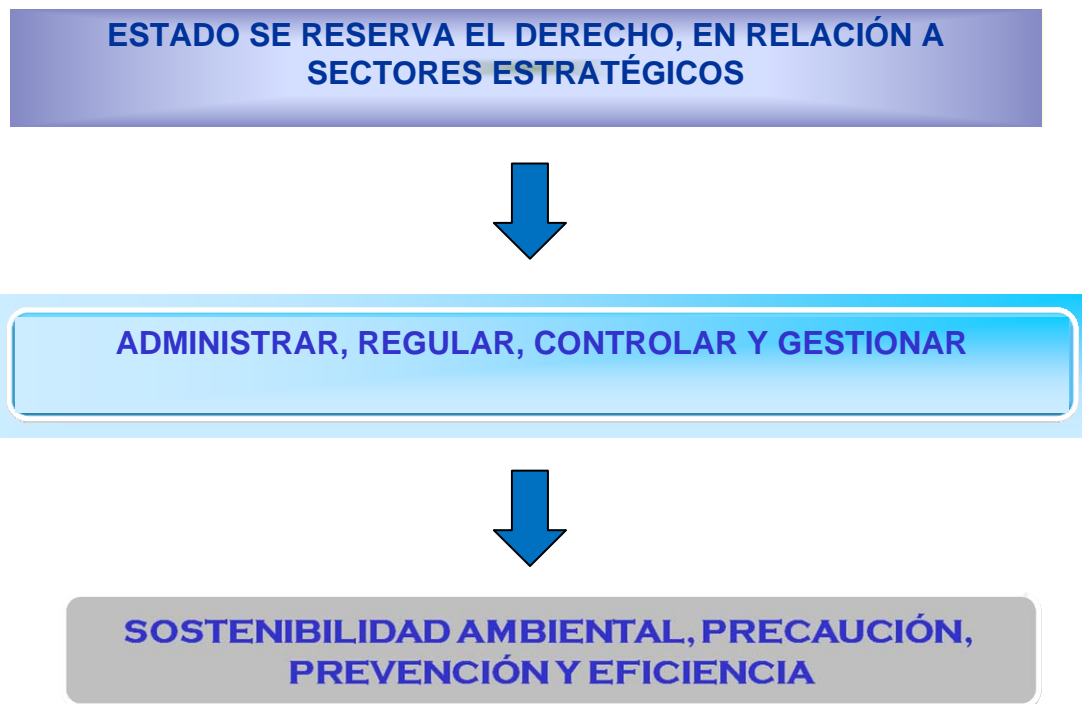 ESTADO SE RESERVA EL DERECHO, EN RELACIÓN A
SECTORES ESTRATÉGICOS
ADMINISTRAR, REGULAR, CONTROLAR Y GESTIONAR
SOSTENIBILIDAD AMBIENTAL, PRECAUCIÓN,
PREVENCIÓN Y EFICIENCIA